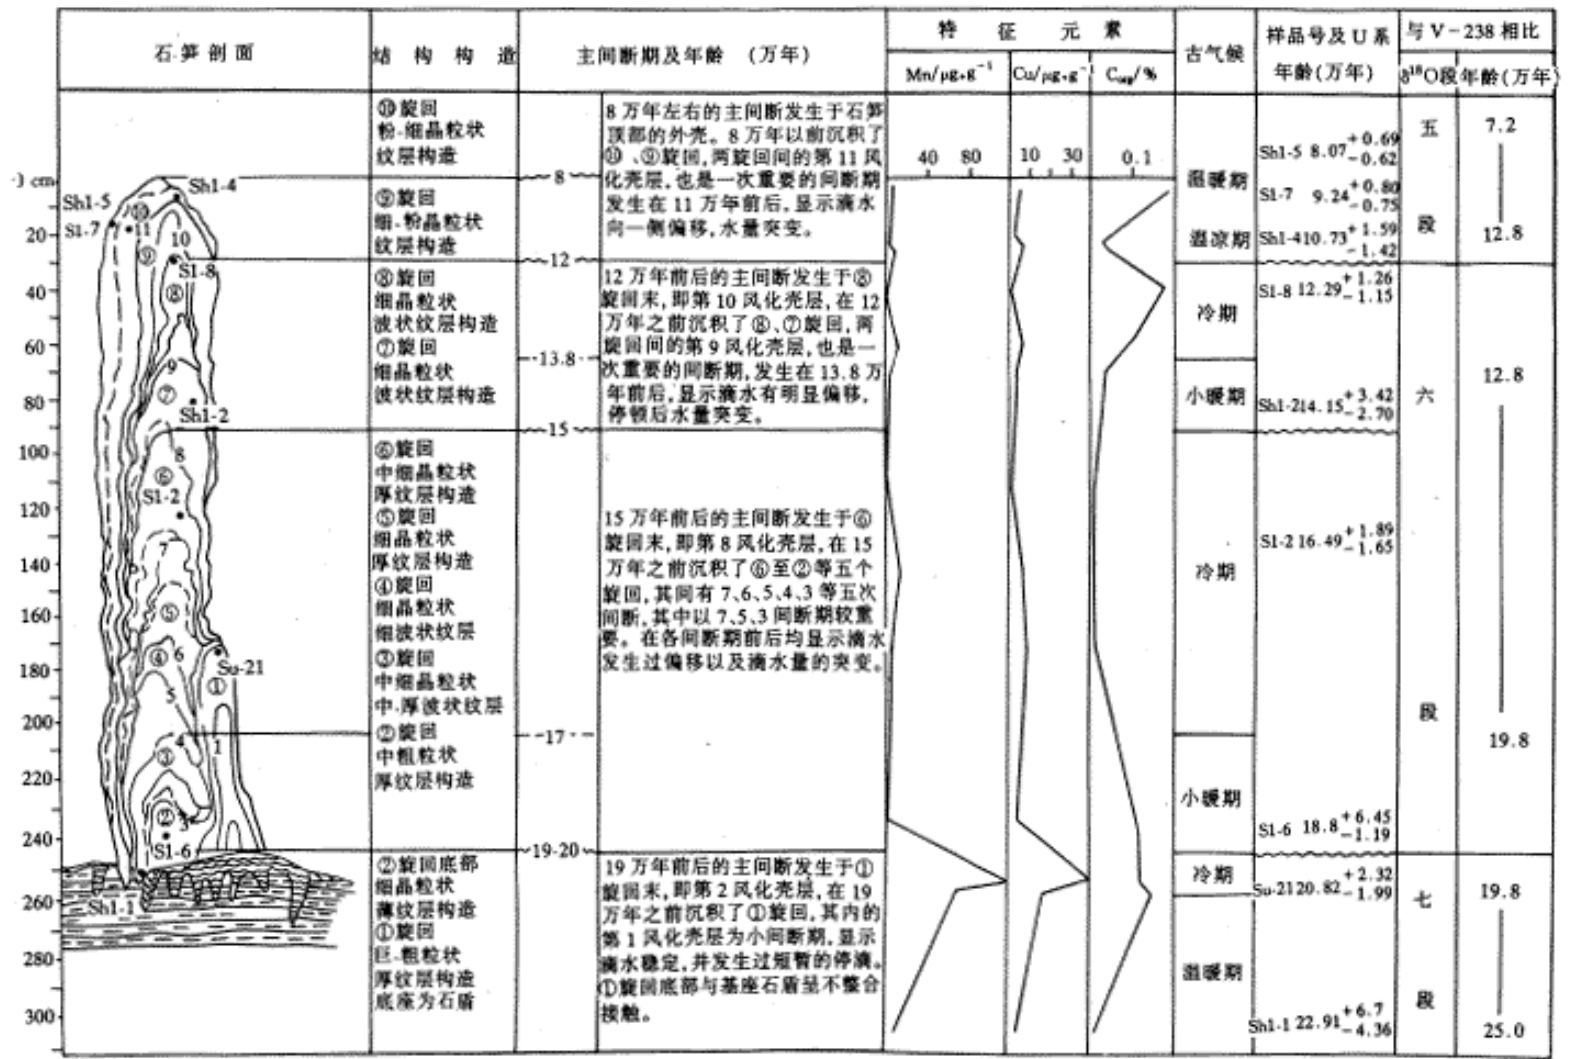 石笋剖面
结构构造
主间断期及年龄 (万年)
特征元素
Mn/μg·g⁻¹
Cu/μg·g⁻
Corg/%
古气候
样品号及 U 系
年龄(万年)
与 V-238 相比
δ¹⁸O段
年龄(万年)
cm
20
40
60
80
100
120
140
160
180
200
220
240
260
280
300
Sh1-5
Sh1-4
S1-7
⑩
11
10
⑨
S1-8
⑧
9
⑦
Sh1-2
8
⑥
S1-2
7
⑤
④
6
Su-21
5
①
4
1
③
②
3
S1-6
Sh1-1
⑩旋回
粉-细晶粒状
纹层构造
⑨旋回
细-粉晶粒状
纹层构造
⑧旋回
细晶粒状
波状纹层构造
⑦旋回
细晶粒状
波状纹层构造
⑥旋回
中细晶粒状
厚纹层构造
⑤旋回
细晶粒状
厚纹层构造
④旋回
细晶粒状
细波状纹层
③旋回
中细晶粒状
中-厚波状纹层
②旋回
中粗粒状
厚纹层构造
②旋回底部
细晶粒状
薄纹层构造
①旋回
巨-粗粒状
厚纹层构造
底座为石盾
8
12
13.8
15
17
19-20
8 万年左右的主间断发生于石笋
顶部的外壳。8 万年以前沉积了
⑩、⑨旋回,两旋回间的第 11 风
化壳层,也是一次重要的间断期
发生在 11 万年前后,显示滴水
向一侧偏移,水量突变。
12 万年前后的主间断发生于⑧
旋回末,即第 10 风化壳层,在 12
万年之前沉积了⑧、⑦旋回,两
旋回间的第 9 风化壳层,也是一
次重要的间断期,发生在 13.8 万
年前后,显示滴水有明显偏移,
停顿后水量突变。
15 万年前后的主间断发生于⑥
旋回末,即第 8 风化壳层,在 15
万年之前沉积了⑥至②等五个
旋回,其间有 7、6、5、4、3 等五次
间断,其中以 7、5、3 间断期较重
要。在各间断期前后均显示滴水
发生过偏移以及滴水量的突变。
19 万年前后的主间断发生于①
旋回末,即第 2 风化壳层,在 19
万年之前沉积了①旋回,其内的
第 1 风化壳层为小间断期,显示
滴水稳定,并发生过短暂的停滴。
①旋回底部与基座石盾呈不整合
接触。
40 80
10 30
0.1
温暖期
温凉期
冷期
小暖期
冷期
小暖期
冷期
温暖期
Sh1-5 8.07 +0.69 -0.62
S1-7 9.24 +0.80 -0.75
Sh1-4 10.73 +1.59 -1.42
S1-8 12.29 +1.26 -1.15
Sh1-2 14.15 +3.42 -2.70
S1-2 16.49 +1.89 -1.65
S1-6 18.8 +6.45 -1.19
Su-21 20.82 +2.32 -1.99
Sh1-1 22.91 +6.7 -4.36
五
段
六
段
七
段
7.2
12.8
12.8
19.8
19.8
25.0